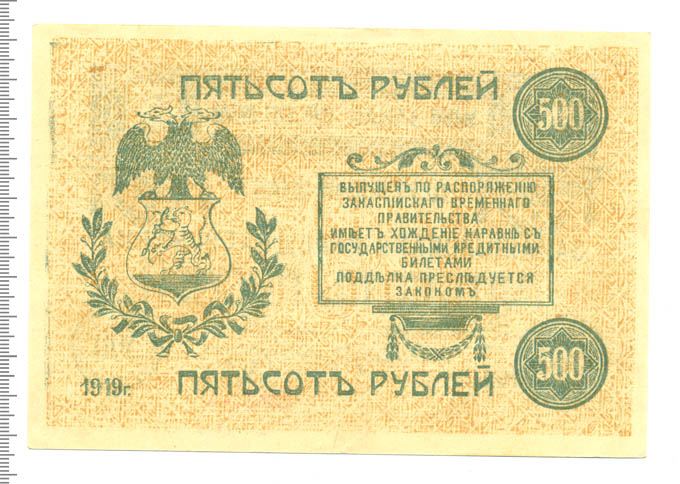 ПЯТЬСОТЪ РУБЛЕЙ
500
ВЫПУЩЕНЪ ПО РАСПОРЯЖЕНІЮ
ЗАКАСПІЙСКАГО ВРЕМЕННАГО
ПРАВИТЕЛЬСТВА
ИМѢЕТЪ ХОЖДЕНІЕ НАРАВНѢ СЪ
ГОСУДАРСТВЕННЫМИ КРЕДИТНЫМИ
БИЛЕТАМИ
ПОДДѢЛКА ПРЕСЛѢДУЕТСЯ
ЗАКОНОМЪ
500
1919г.
ПЯТЬСОТЪ РУБЛЕЙ